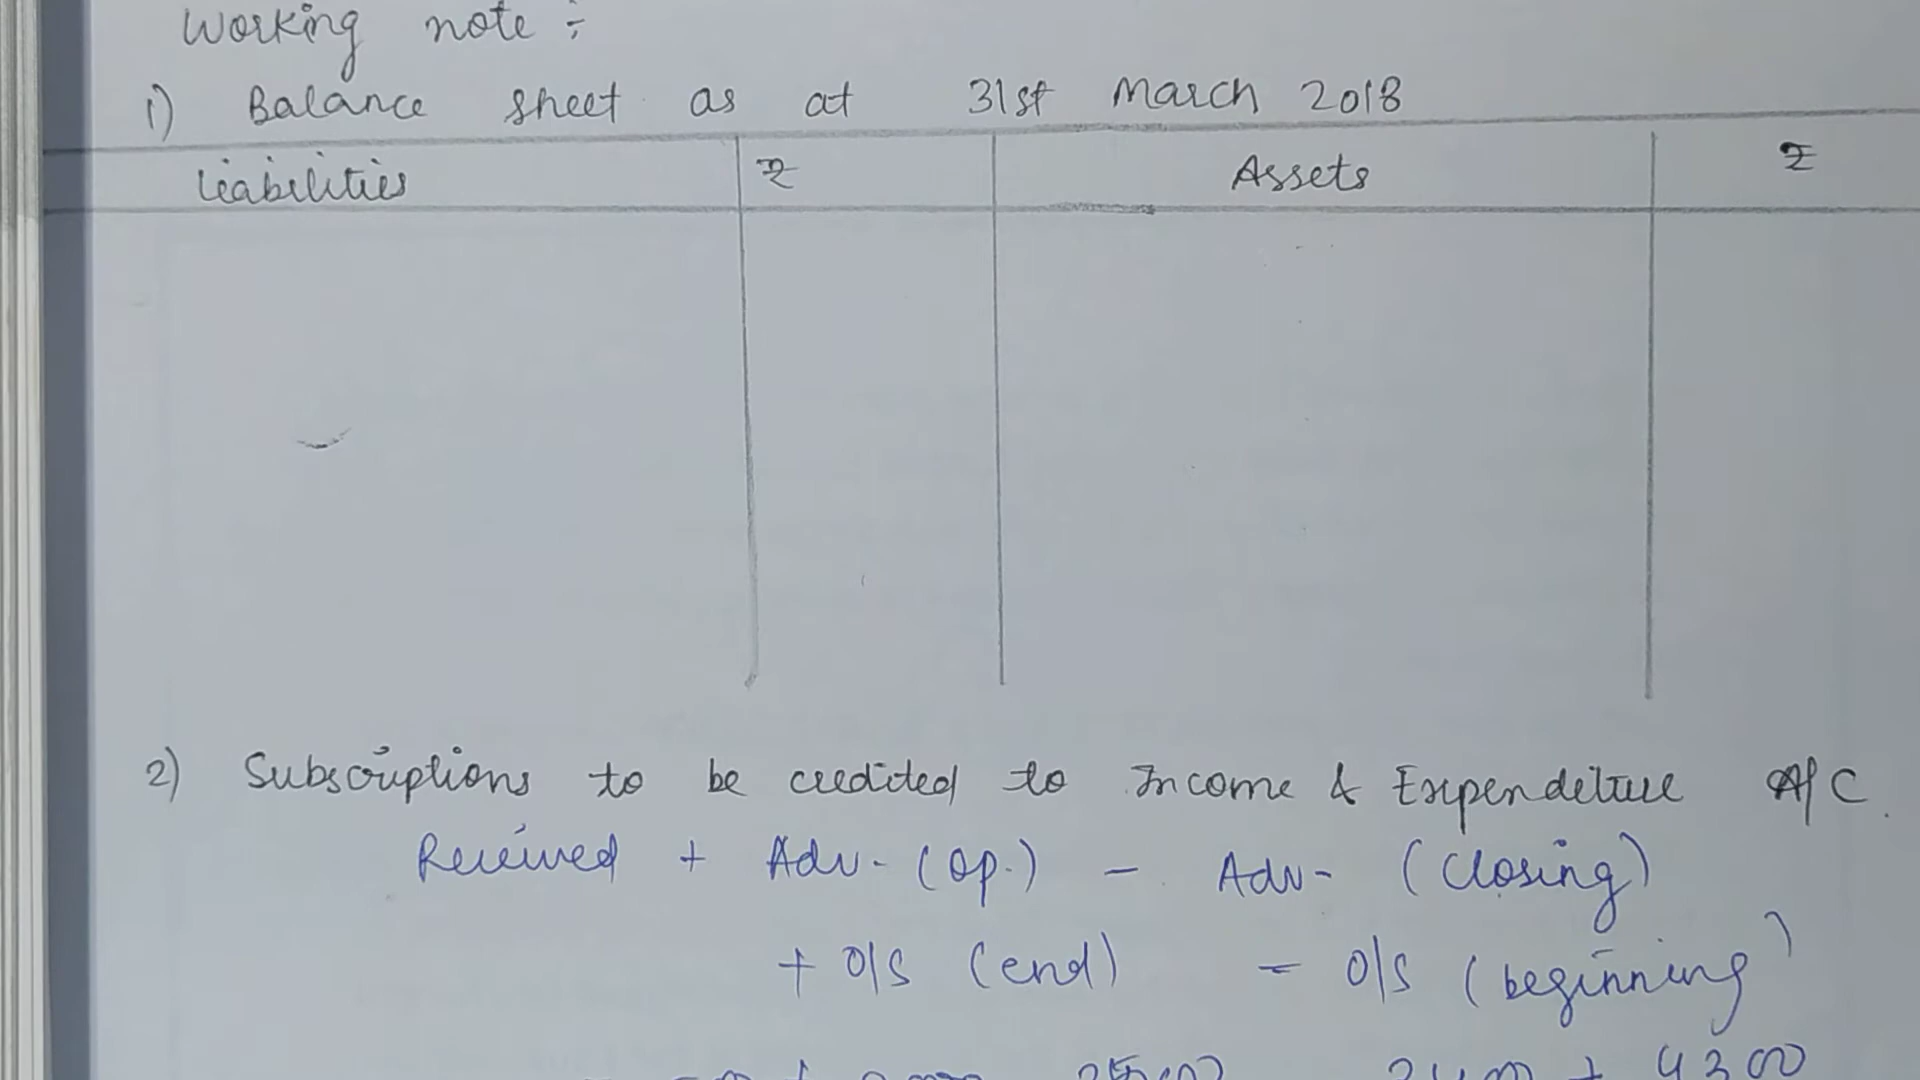 Working note :
1) Balance sheet as at 31st March 2018
Liabilities ₹ Assets ₹
2) Subscriptions to be credited to Income & Expenditure A/C.
Received + Adv- (op.) - Adv- (closing)
+ O/S (end) - O/S (beginning)
+ 4300